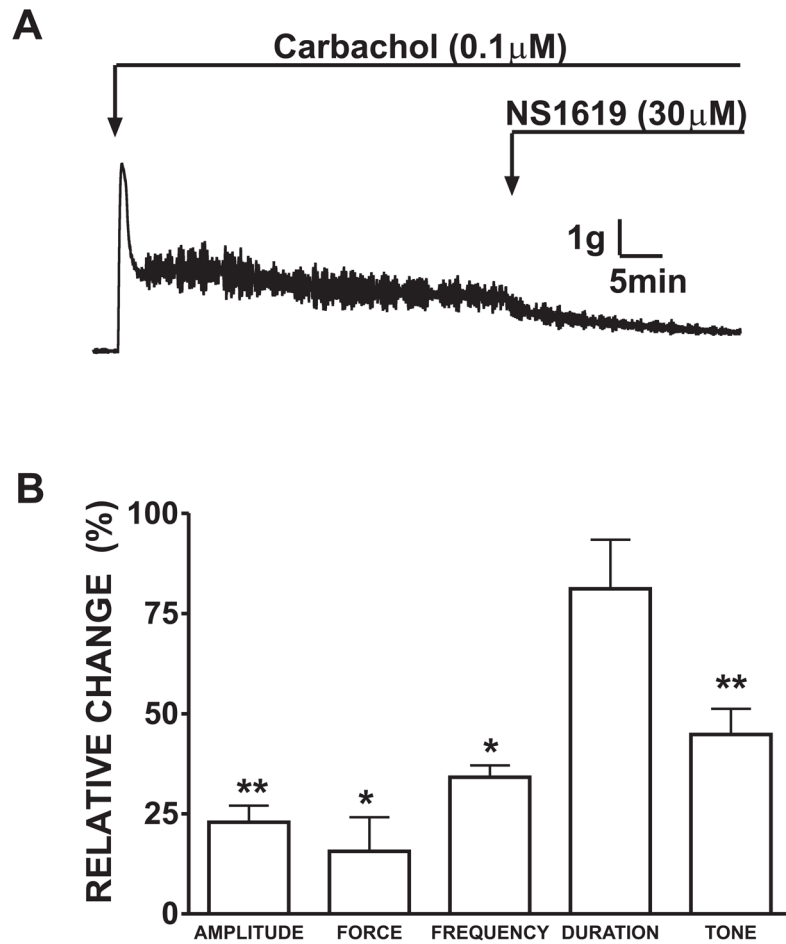 A
Carbachol (0.1μM)
NS1619 (30μM)
1g
5min
B
RELATIVE CHANGE (%)
100
75
50
25
0
**
*
*
**
AMPLITUDE FORCE FREQUENCY DURATION TONE